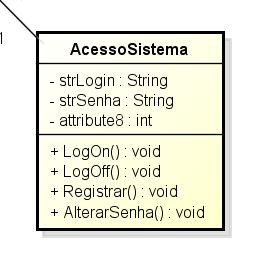 1
AcessoSistema
- strLogin : String
- strSenha : String
- attribute8 : int
+ LogOn() : void
+ LogOff() : void
+ Registrar() : void
+ AlterarSenha() : void